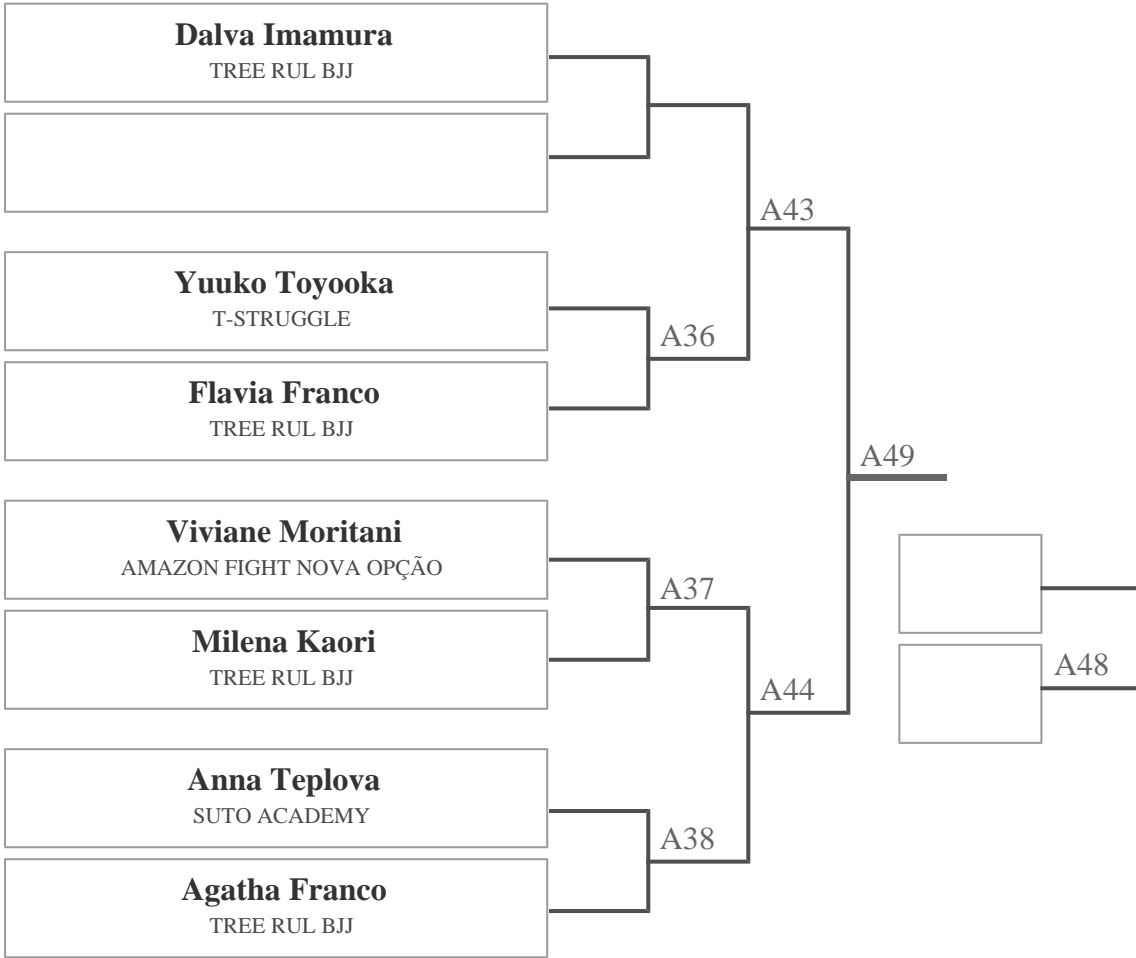 Dalva Imamura
TREE RUL BJJ
A43
Yuuko Toyooka
T-STRUGGLE
A36
Flavia Franco
TREE RUL BJJ
A49
Viviane Moritani
AMAZON FIGHT NOVA OPÇÃO
A37
Milena Kaori
TREE RUL BJJ
A44
A48
Anna Teplova
SUTO ACADEMY
A38
Agatha Franco
TREE RUL BJJ